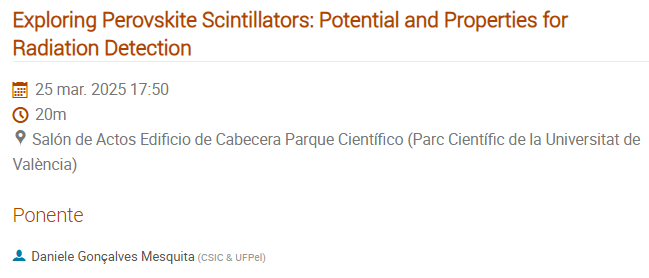 Exploring Perovskite Scintillators: Potential and Properties for
Radiation Detection
25 mar. 2025 17:50
20m
Salón de Actos Edificio de Cabecera Parque Científico (Parc Científic de la Universitat de
València)
Ponente
Daniele Gonçalves Mesquita (CSIC & UFPel)